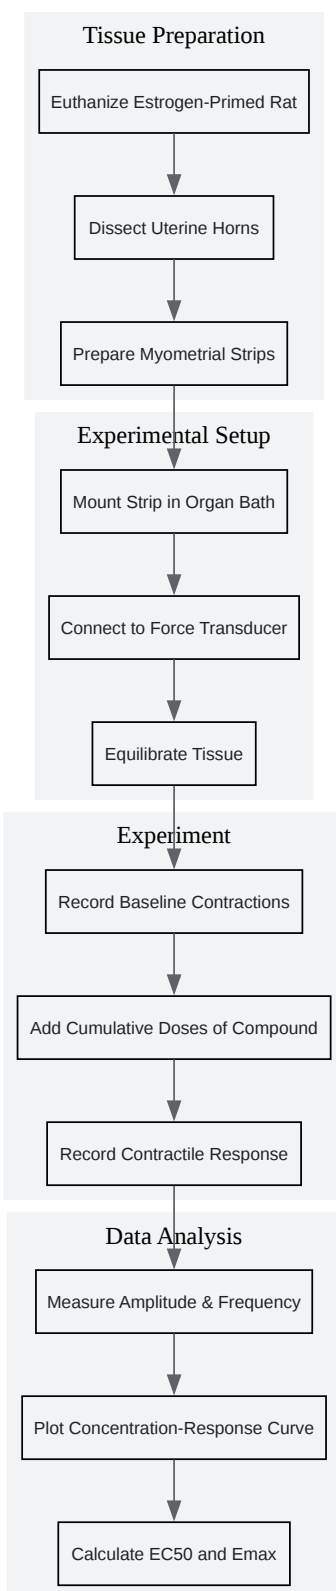 Tissue Preparation
Euthanize Estrogen-Primed Rat
Dissect Uterine Horns
Prepare Myometrial Strips
Experimental Setup
Mount Strip in Organ Bath
Connect to Force Transducer
Equilibrate Tissue
Experiment
Record Baseline Contractions
Add Cumulative Doses of Compound
Record Contractile Response
Data Analysis
Measure Amplitude & Frequency
Plot Concentration-Response Curve
Calculate EC50 and Emax